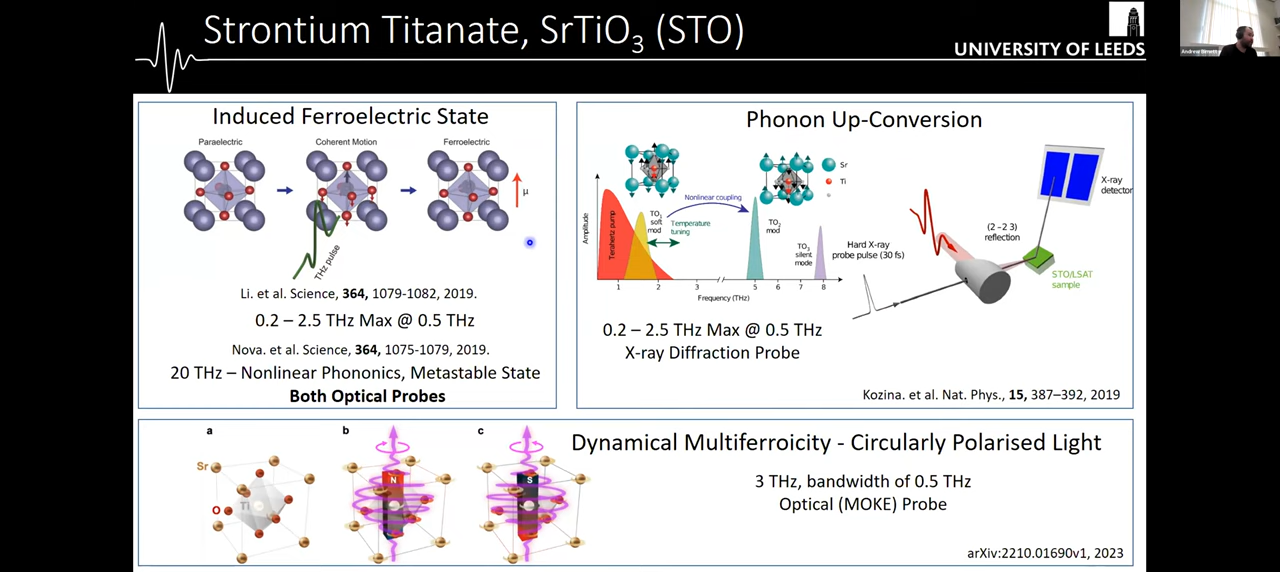 Strontium Titanate, SrTiO₃ (STO)
UNIVERSITY OF LEEDS
Induced Ferroelectric State
Paraelectric
Coherent Motion
Ferroelectric
μ
THz pulse
Li. et al. Science, 364, 1079-1082, 2019.
0.2 – 2.5 THz Max @ 0.5 THz
Nova. et al. Science, 364, 1075-1079, 2019.
20 THz – Nonlinear Phononics, Metastable State
Both Optical Probes
Phonon Up-Conversion
Sr
Ti
Amplitude
Terahertz pump
TO₁
soft
mod
Nonlinear coupling
Temperature
tuning
TO₂
mod
TO₃
silent
mode
1 2 3 5 6 7 8
Frequency (THz)
Hard X-ray
probe pulse (30 fs)
(2 −2 3)
reflection
X-ray
detector
STO/LSAT
sample
0.2 – 2.5 THz Max @ 0.5 THz
X-ray Diffraction Probe
Kozina. et al. Nat. Phys., 15, 387–392, 2019
a
b
c
Sr
O
Ti
N
S
Dynamical Multiferroicity - Circularly Polarised Light
3 THz, bandwidth of 0.5 THz
Optical (MOKE) Probe
arXiv:2210.01690v1, 2023